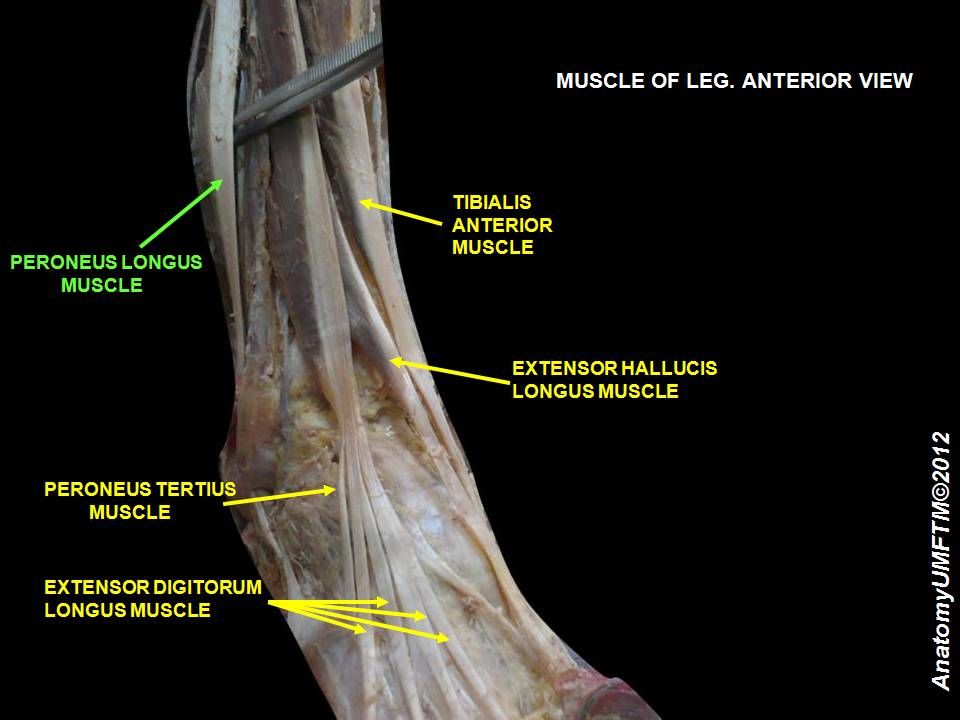 MUSCLE OF LEG. ANTERIOR VIEW
TIBIALIS
ANTERIOR
MUSCLE
PERONEUS LONGUS
MUSCLE
EXTENSOR HALLUCIS
LONGUS MUSCLE
PERONEUS TERTIUS
MUSCLE
EXTENSOR DIGITORUM
LONGUS MUSCLE
AnatomyUMFTM©2012